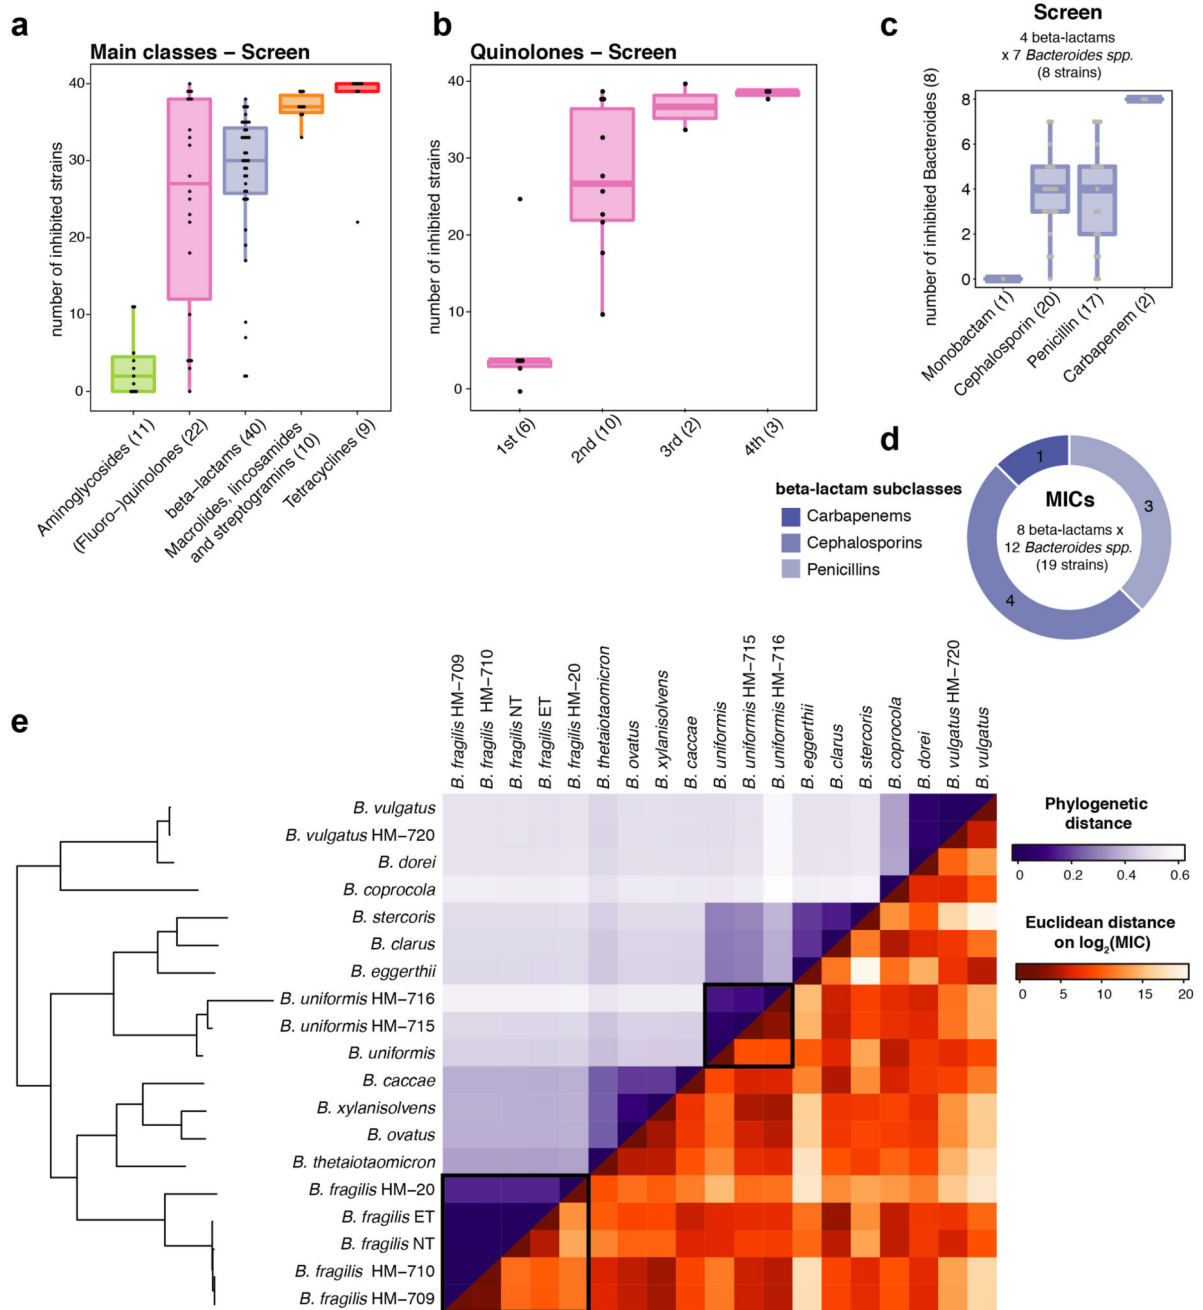 a
Main classes – Screen
number of inhibited strains
40
30
20
10
0
Aminoglycosides (11)
(Fluoro–)quinolones (22)
beta–lactams (40)
Macrolides, lincosamides
and streptogramins (10)
Tetracyclines (9)
b
Quinolones – Screen
number of inhibited strains
40
30
20
10
0
1st (6)
2nd (10)
3rd (2)
4th (3)
c
Screen
4 beta–lactams
x 7 Bacteroides spp.
(8 strains)
number of inhibited Bacteroides (8)
8
6
4
2
0
Monobactam (1)
Cephalosporin (20)
Penicillin (17)
Carbapenem (2)
d
beta–lactam subclasses
Carbapenems
Cephalosporins
Penicillins
1
3
4
MICs
8 beta–lactams x
12 Bacteroides spp.
(19 strains)
e
B. fragilis HM–709
B. fragilis HM–710
B. fragilis NT
B. fragilis ET
B. fragilis HM–20
B. thetaiotaomicron
B. ovatus
B. xylanisolvens
B. caccae
B. uniformis
B. uniformis HM–715
B. uniformis HM–716
B. eggerthii
B. clarus
B. stercoris
B. coprocola
B. dorei
B. vulgatus HM–720
B. vulgatus
B. vulgatus
B. vulgatus HM–720
B. dorei
B. coprocola
B. stercoris
B. clarus
B. eggerthii
B. uniformis HM–716
B. uniformis HM–715
B. uniformis
B. caccae
B. xylanisolvens
B. ovatus
B. thetaiotaomicron
B. fragilis HM–20
B. fragilis ET
B. fragilis NT
B. fragilis HM–710
B. fragilis HM–709
Phylogenetic
distance
0 0.2 0.4 0.6
Euclidean distance
on log₂(MIC)
0 5 10 15 20